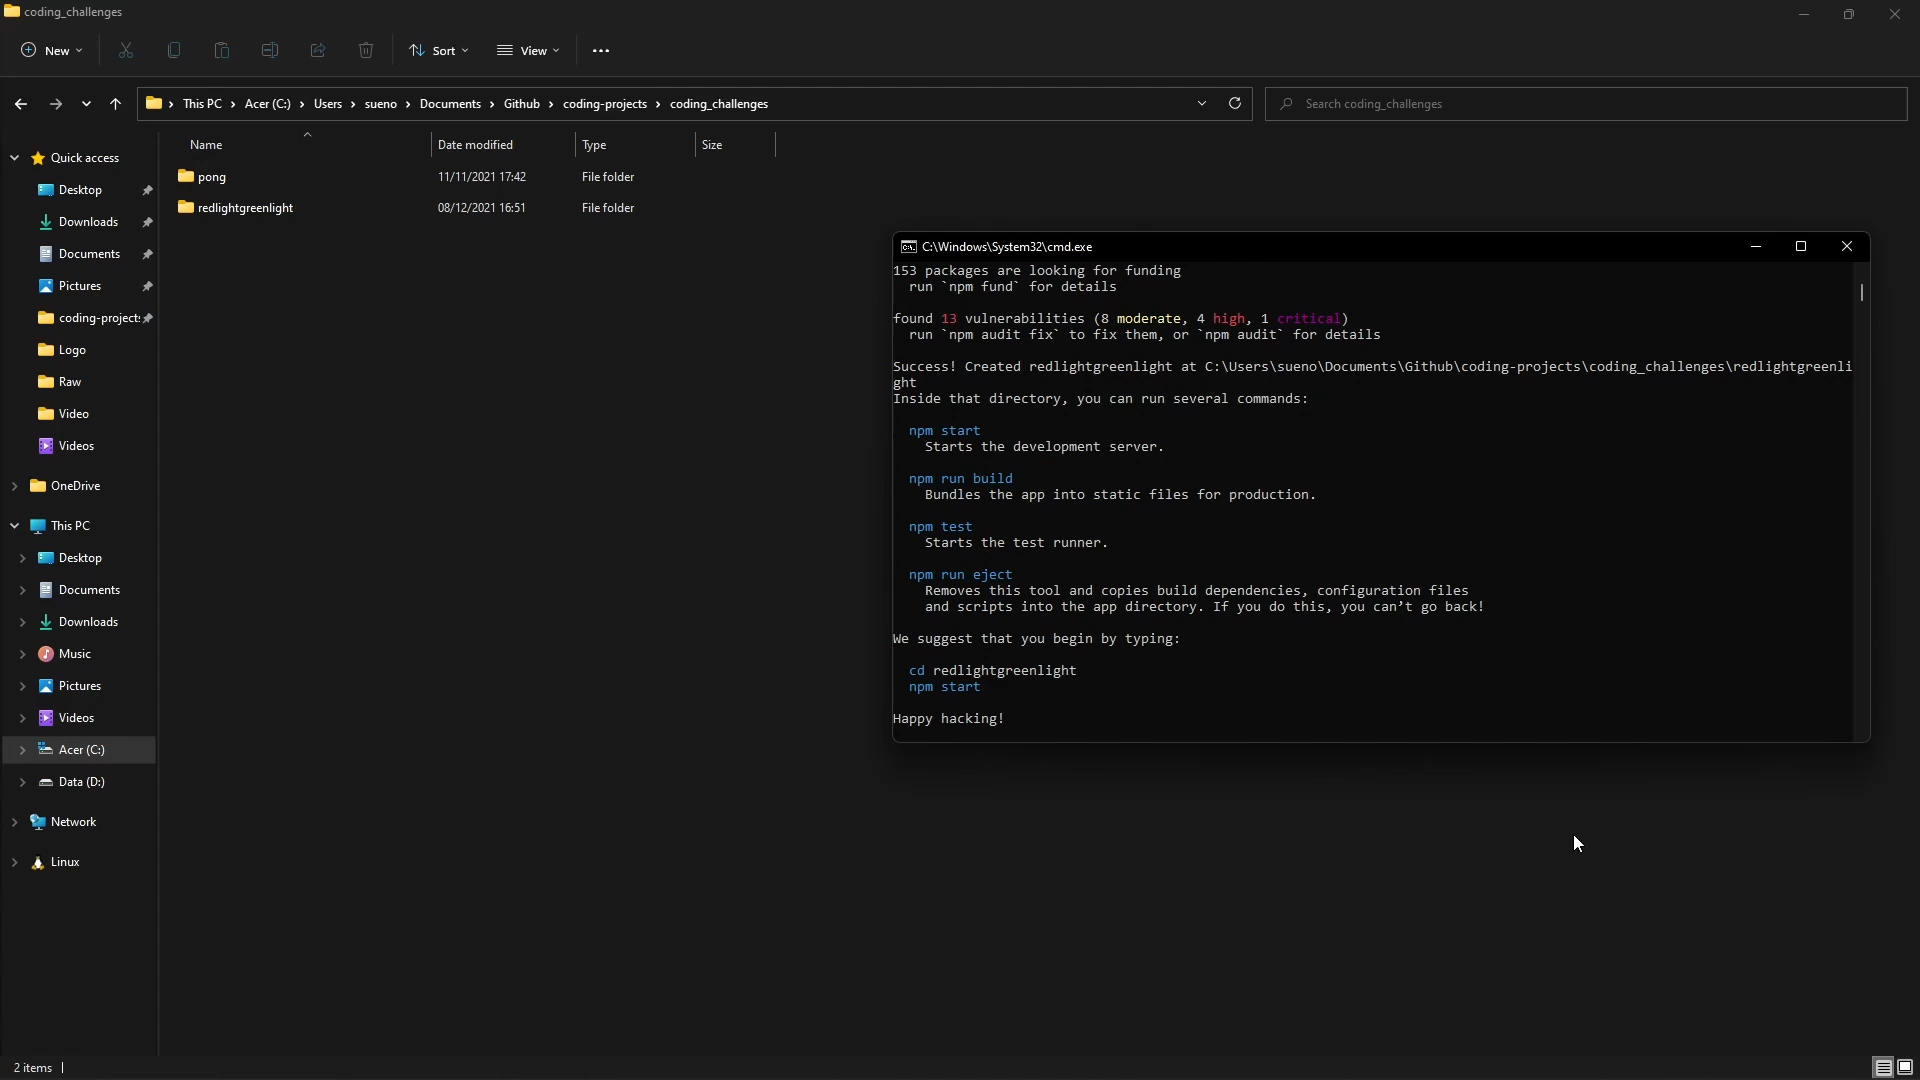 coding_challenges
New
Sort
View
This PC > Acer (C:) > Users > sueno > Documents > Github > coding-projects > coding_challenges
Search coding_challenges
Name
Date modified
Type
Size
Quick access
Desktop
Downloads
Documents
Pictures
coding-project
Logo
Raw
Video
Videos
OneDrive
This PC
Desktop
Documents
Downloads
Music
Pictures
Videos
Acer (C:)
Data (D:)
Network
Linux
pong 11/11/2021 17:42 File folder
redlightgreenlight 08/12/2021 16:51 File folder
C:\Windows\System32\cmd.exe
153 packages are looking for funding
run `npm fund` for details
found 13 vulnerabilities (8 moderate, 4 high, 1 critical)
run `npm audit fix` to fix them, or `npm audit` for details
Success! Created redlightgreenlight at C:\Users\sueno\Documents\Github\coding-projects\coding_challenges\redlightgreenli
ght
Inside that directory, you can run several commands:
npm start
Starts the development server.
npm run build
Bundles the app into static files for production.
npm test
Starts the test runner.
npm run eject
Removes this tool and copies build dependencies, configuration files
and scripts into the app directory. If you do this, you can’t go back!
We suggest that you begin by typing:
cd redlightgreenlight
npm start
Happy hacking!
2 items